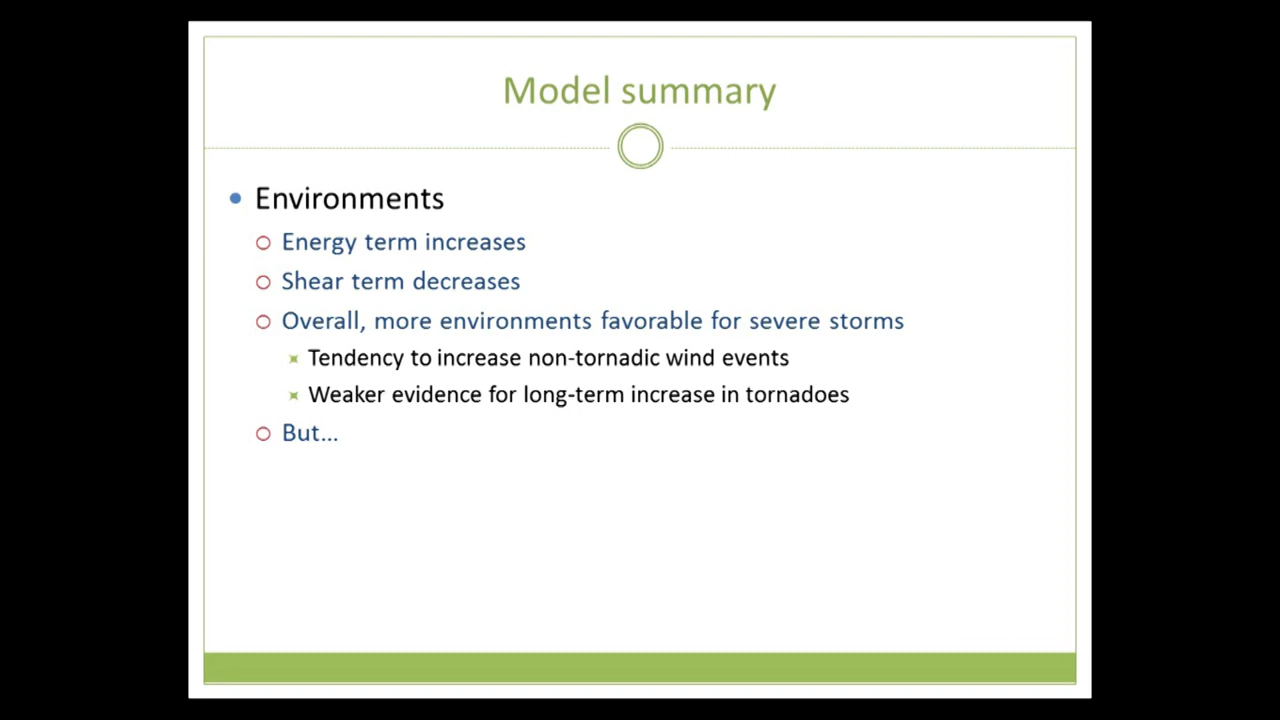 Model summary
Environments
Energy term increases
Shear term decreases
Overall, more environments favorable for severe storms
Tendency to increase non-tornadic wind events
Weaker evidence for long-term increase in tornadoes
But...